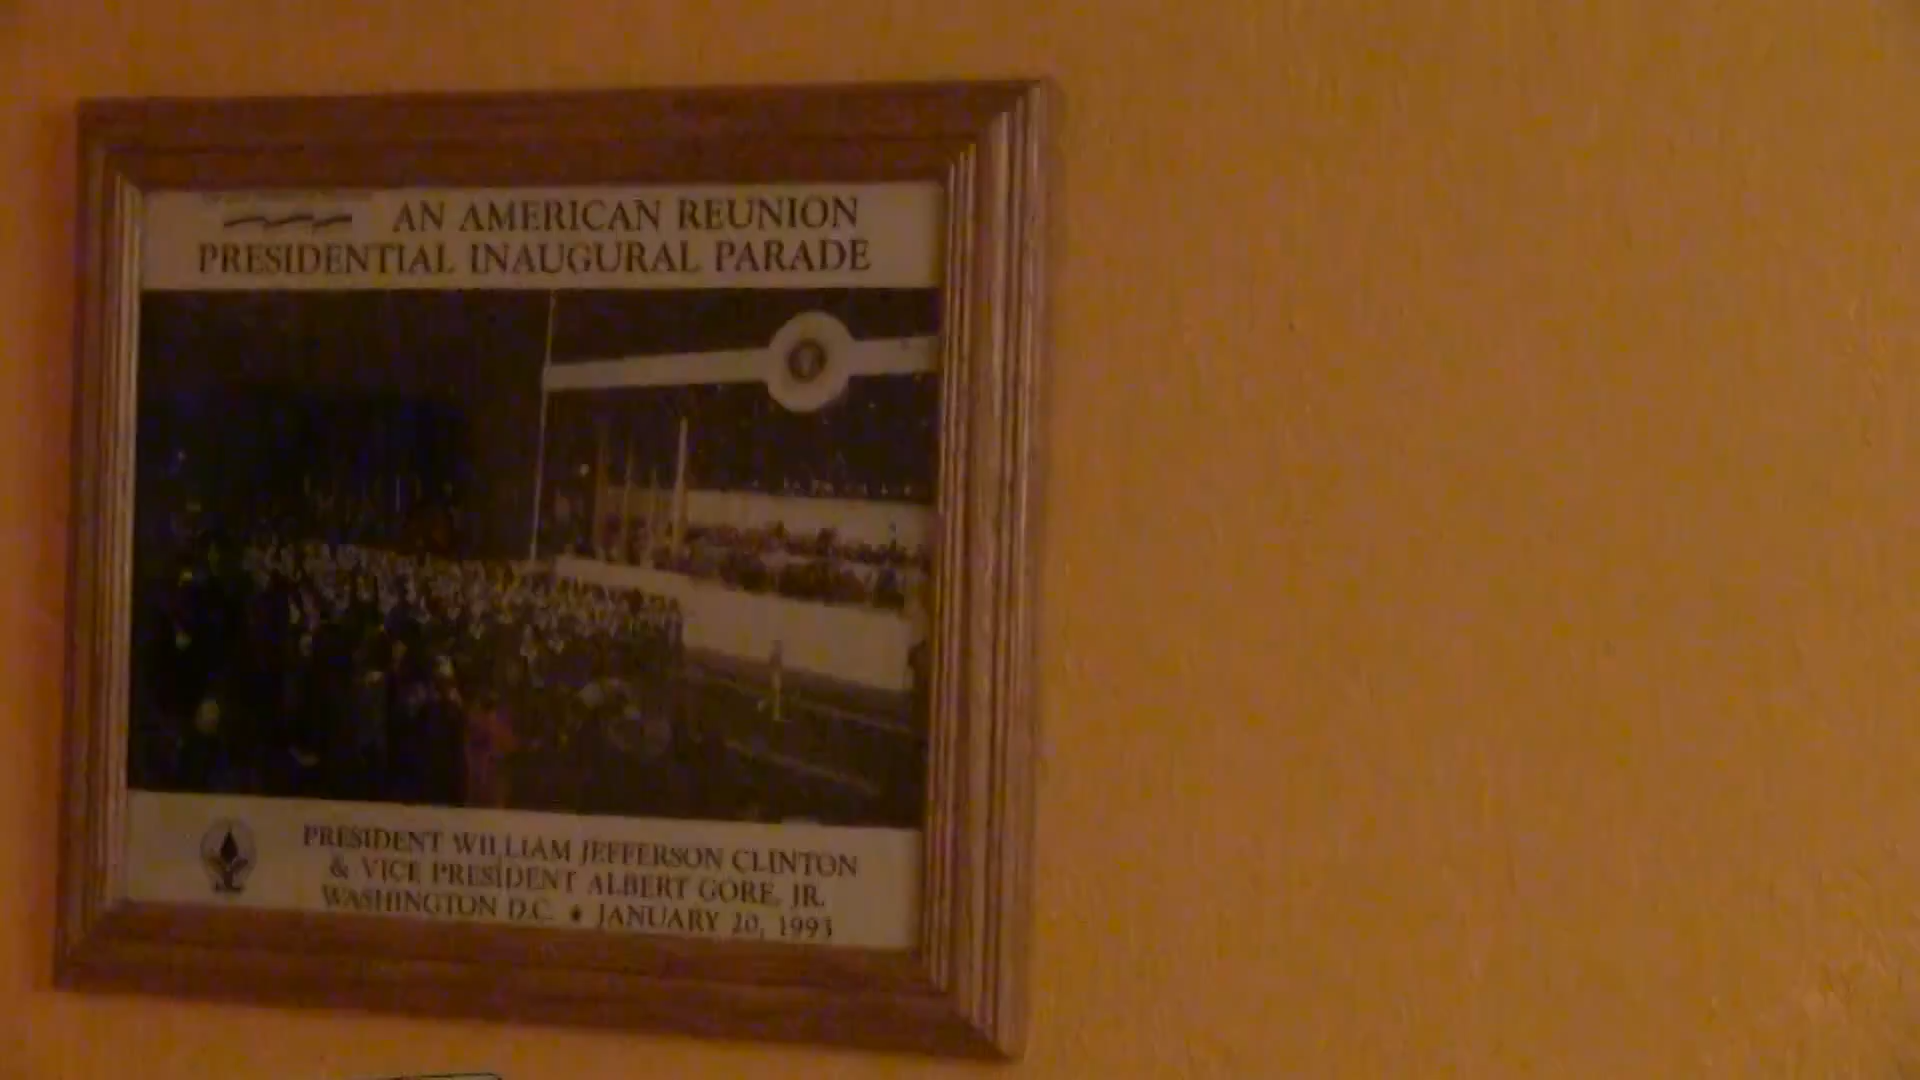 AN AMERICAN REUNION
PRESIDENTIAL INAUGURAL PARADE
PRESIDENT WILLIAM JEFFERSON CLINTON
& VICE PRESIDENT ALBERT GORE, JR.
WASHINGTON D.C. ★ JANUARY 20, 1993